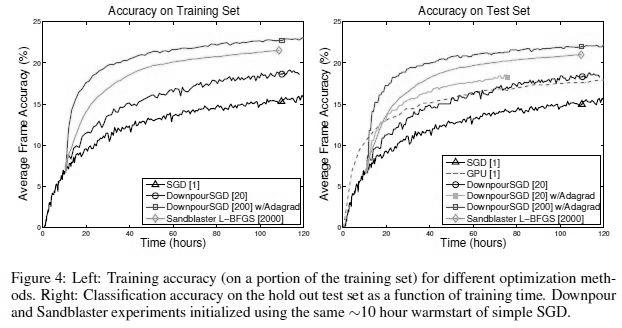 Accuracy on Training Set
25
20
15
10
5
0
0 20 40 60 80 100 120
Time (hours)
Average Frame Accuracy (%)
SGD [1]
DownpourSGD [20]
DownpourSGD [200] w/Adagrad
Sandblaster L-BFGS [2000]
Accuracy on Test Set
25
20
15
10
5
0
0 20 40 60 80 100 120
Time (hours)
Average Frame Accuracy (%)
SGD [1]
GPU [1]
DownpourSGD [20]
DownpourSGD [20] w/Adagrad
DownpourSGD [200] w/Adagrad
Sandblaster L-BFGS [2000]
Figure 4: Left: Training accuracy (on a portion of the training set) for different optimization meth-
ods. Right: Classification accuracy on the hold out test set as a function of training time. Downpour
and Sandblaster experiments initialized using the same ~10 hour warmstart of simple SGD.